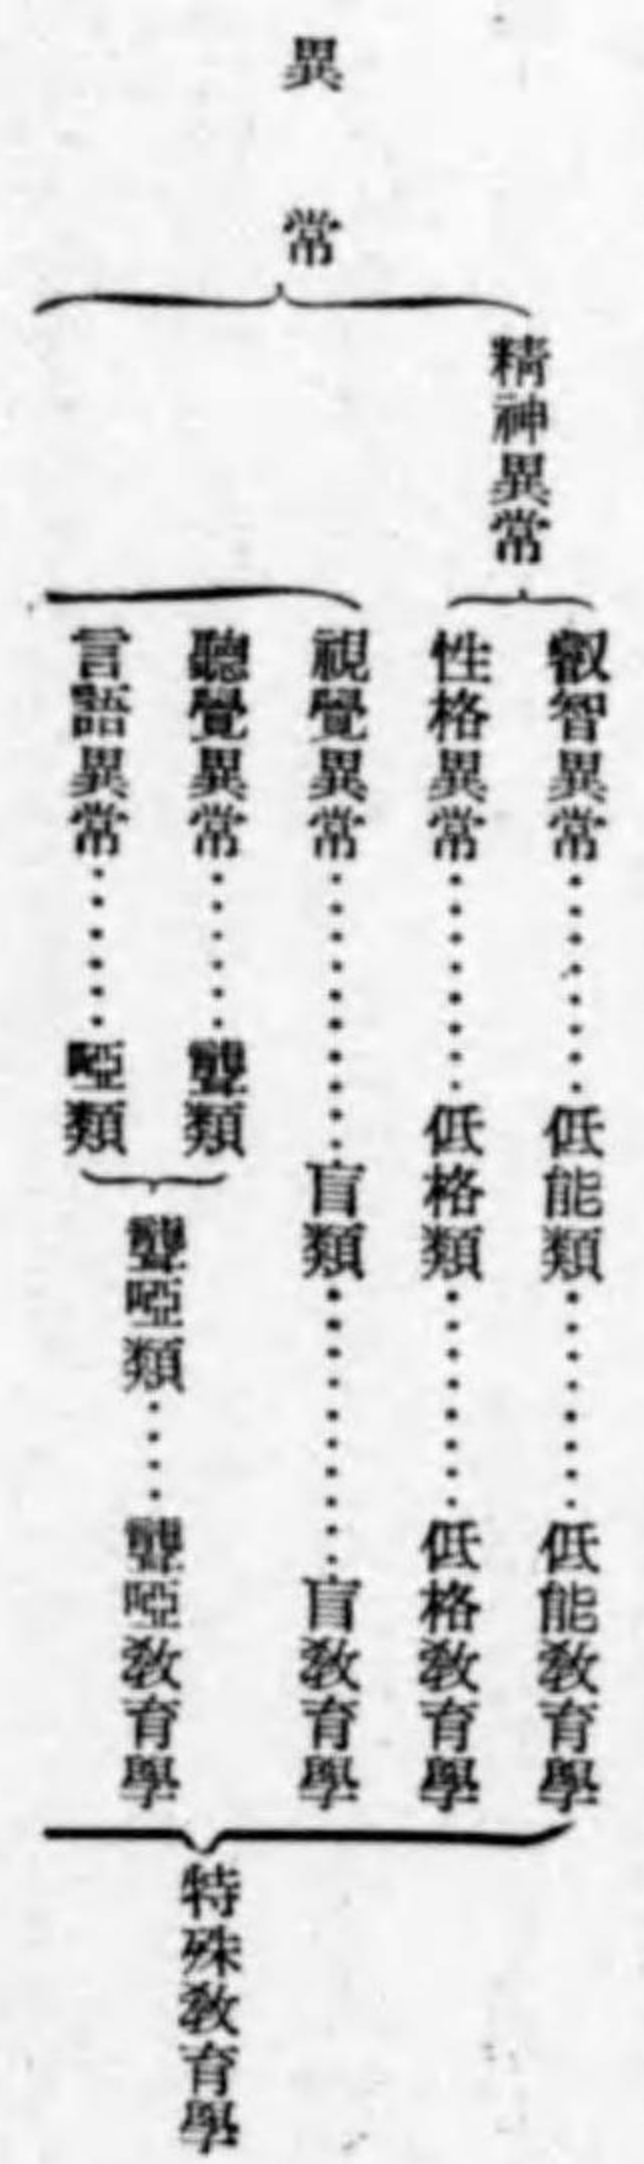 異常
精神異常
叡智異常……低能類……低能教育學
性格異常……低格類……低格教育學
視覺異常……盲類……盲教育學
聽覺異常……聾類
言語異常……啞類
聾啞類……聾啞教育學
特殊教育學